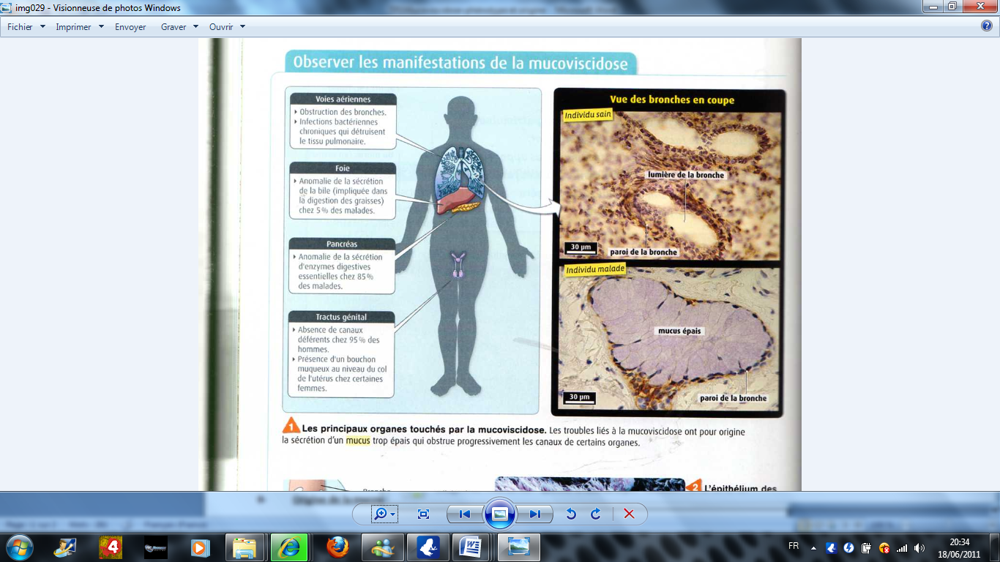 img029 - Visionneuse de photos Windows
Fichier Imprimer Envoyer Graver Ouvrir
Observer les manifestations de la mucoviscidose
Voies aériennes
Obstruction des bronches.
Infections bactériennes
chroniques qui détruisent
le tissu pulmonaire.
Foie
Anomalie de la sécrétion
de la bile (impliquée dans
la digestion des graisses)
chez 5 % des malades.
Pancréas
Anomalie de la sécrétion
d'enzymes digestives
essentielles chez 85 %
des malades.
Tractus génital
Absence de canaux
déférents chez 95 % des
hommes.
Présence d'un bouchon
muqueux au niveau du col
de l'utérus chez certaines
femmes.
Vue des bronches en coupe
Individu sain
lumière de la bronche
paroi de la bronche
30 µm
Individu malade
mucus épais
paroi de la bronche
30 µm
1 Les principaux organes touchés par la mucoviscidose. Les troubles liés à la mucoviscidose ont pour origine
la sécrétion d'un mucus trop épais qui obstrue progressivement les canaux de certains organes.
Bronche
2 L'épithélium des
FR
20:34
18/06/2011